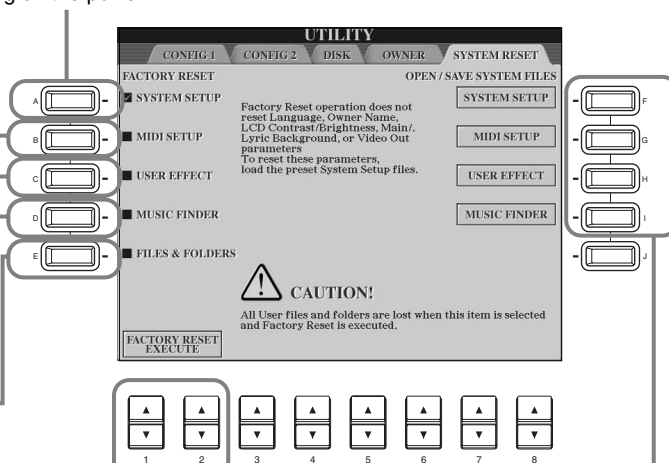 UTILITY
CONFIG 1 CONFIG 2 DISK OWNER SYSTEM RESET
FACTORY RESET
OPEN / SAVE SYSTEM FILES
A
SYSTEM SETUP
B
MIDI SETUP
C
USER EFFECT
D
MUSIC FINDER
E
FILES & FOLDERS
Factory Reset operation does not
reset Language, Owner Name,
LCD Contrast/Brightness, Main/.
Lyric Background, or Video Out
parameters
To reset these parameters,
load the preset System Setup files.
SYSTEM SETUP
F
MIDI SETUP
G
USER EFFECT
H
MUSIC FINDER
I
J
CAUTION!
All User files and folders are lost when this item is selected
and Factory Reset is executed.
FACTORY RESET
EXECUTE
1 2 3 4 5 6 7 8